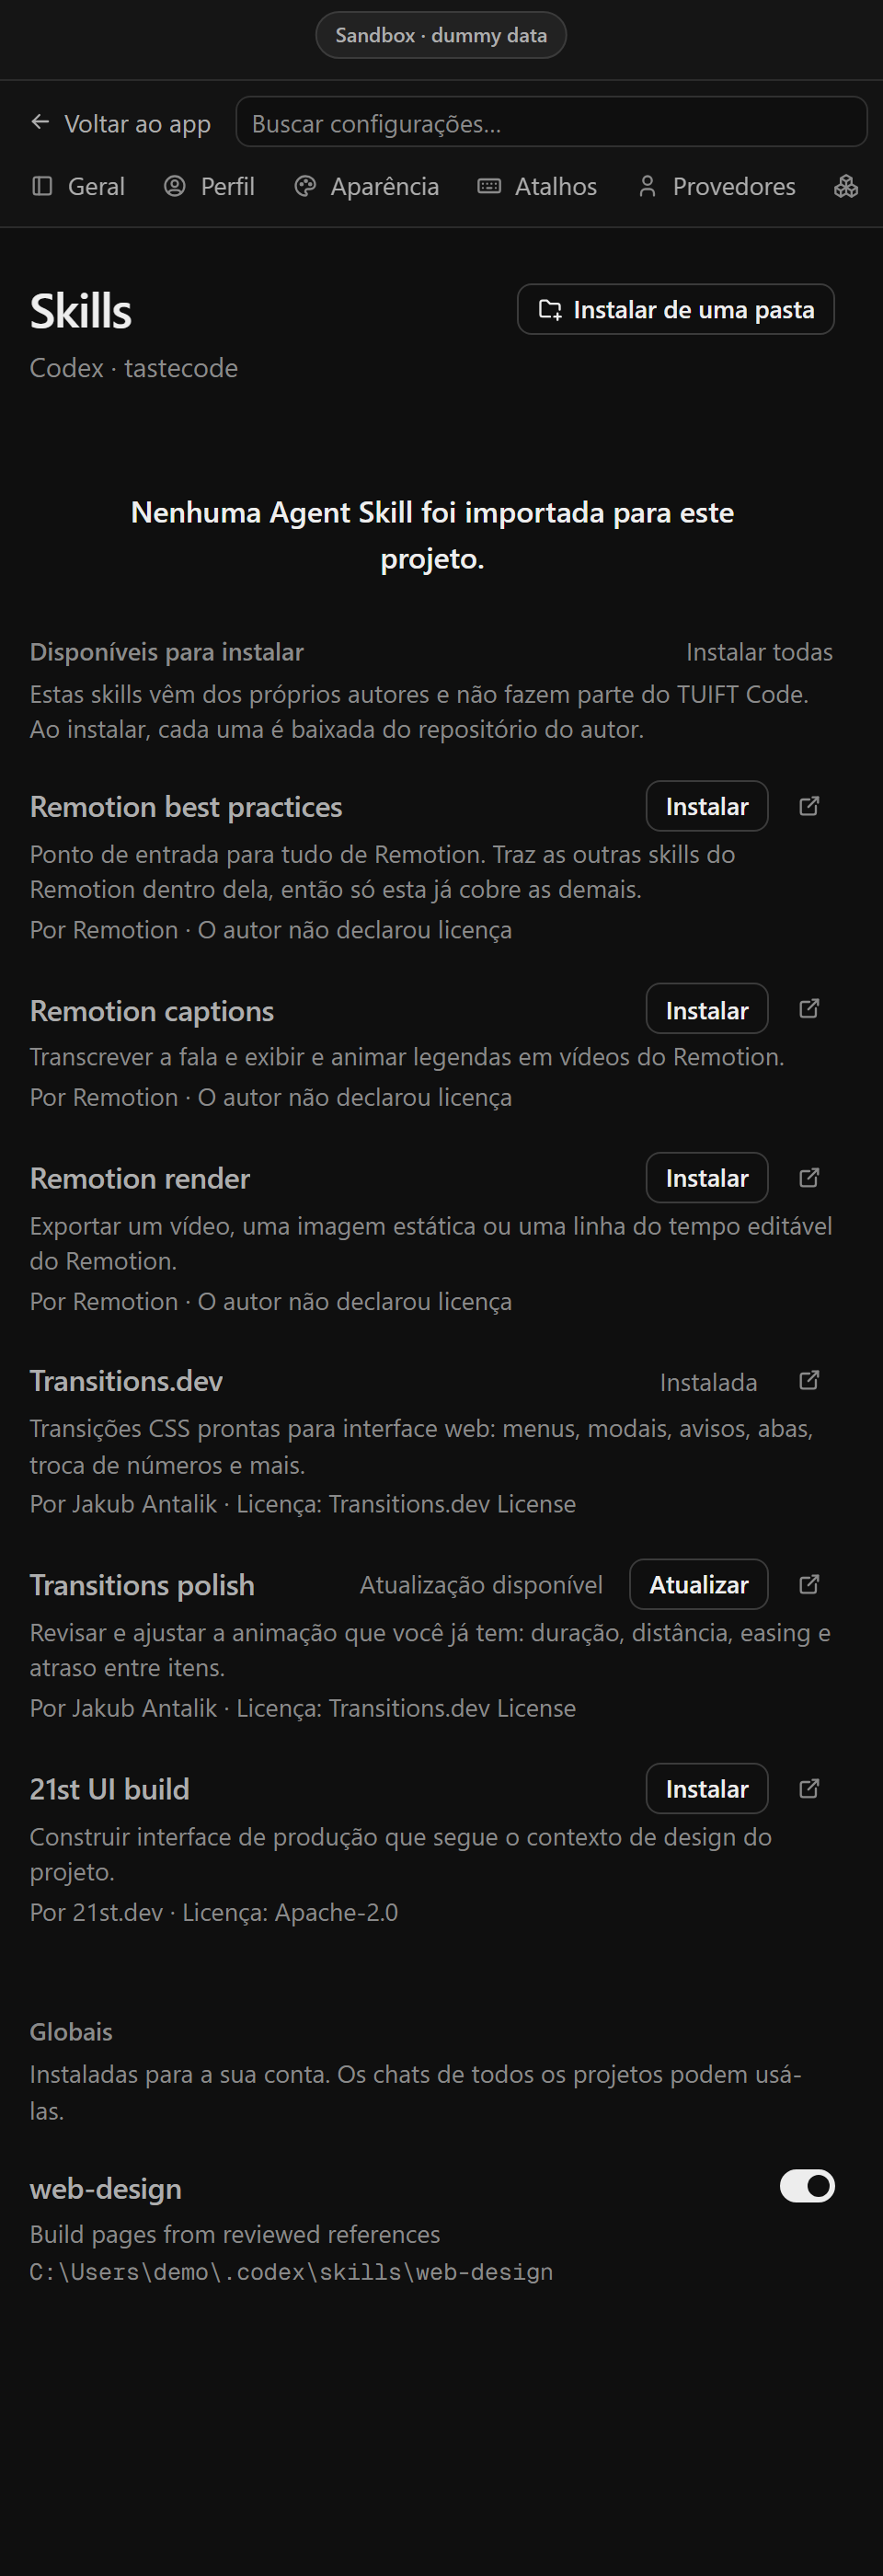 Sandbox · dummy data
Voltar ao app
Buscar configurações...
Geral
Perfil
Aparência
Atalhos
Provedores
Skills
Instalar de uma pasta
Codex · tastecode
Nenhuma Agent Skill foi importada para este
projeto.
Disponíveis para instalar
Instalar todas
Estas skills vêm dos próprios autores e não fazem parte do TUIFT Code.
Ao instalar, cada uma é baixada do repositório do autor.
Remotion best practices
Instalar
Ponto de entrada para tudo de Remotion. Traz as outras skills do
Remotion dentro dela, então só esta já cobre as demais.
Por Remotion · O autor não declarou licença
Remotion captions
Instalar
Transcrever a fala e exibir e animar legendas em vídeos do Remotion.
Por Remotion · O autor não declarou licença
Remotion render
Instalar
Exportar um vídeo, uma imagem estática ou uma linha do tempo editável
do Remotion.
Por Remotion · O autor não declarou licença
Transitions.dev
Instalada
Transições CSS prontas para interface web: menus, modais, avisos, abas,
troca de números e mais.
Por Jakub Antalik · Licença: Transitions.dev License
Transitions polish
Atualização disponível
Atualizar
Revisar e ajustar a animação que você já tem: duração, distância, easing e
atraso entre itens.
Por Jakub Antalik · Licença: Transitions.dev License
21st UI build
Instalar
Construir interface de produção que segue o contexto de design do
projeto.
Por 21st.dev · Licença: Apache-2.0
Globais
Instaladas para a sua conta. Os chats de todos os projetos podem usá-
las.
web-design
Build pages from reviewed references
C:\Users\demo\.codex\skills\web-design